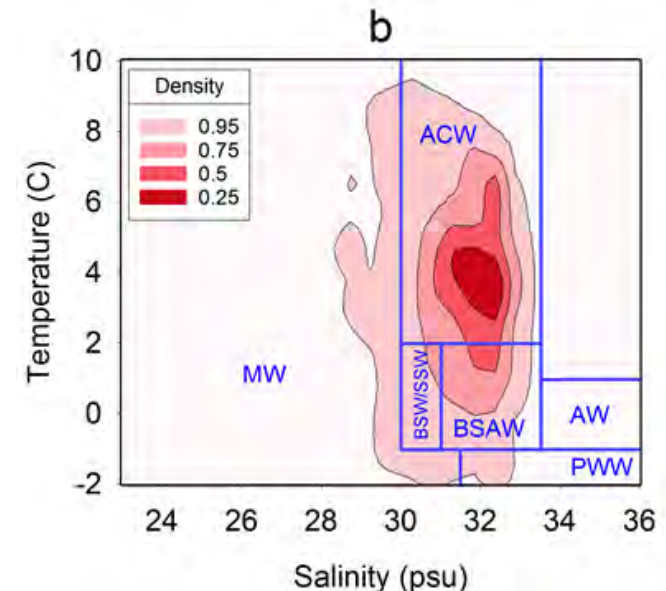 b
Density
0.95
0.75
0.5
0.25
10
8
6
4
2
0
-2
Temperature (C)
ACW
MW
BSW/SSW
BSAW
AW
PWW
24 26 28 30 32 34 36
Salinity (psu)